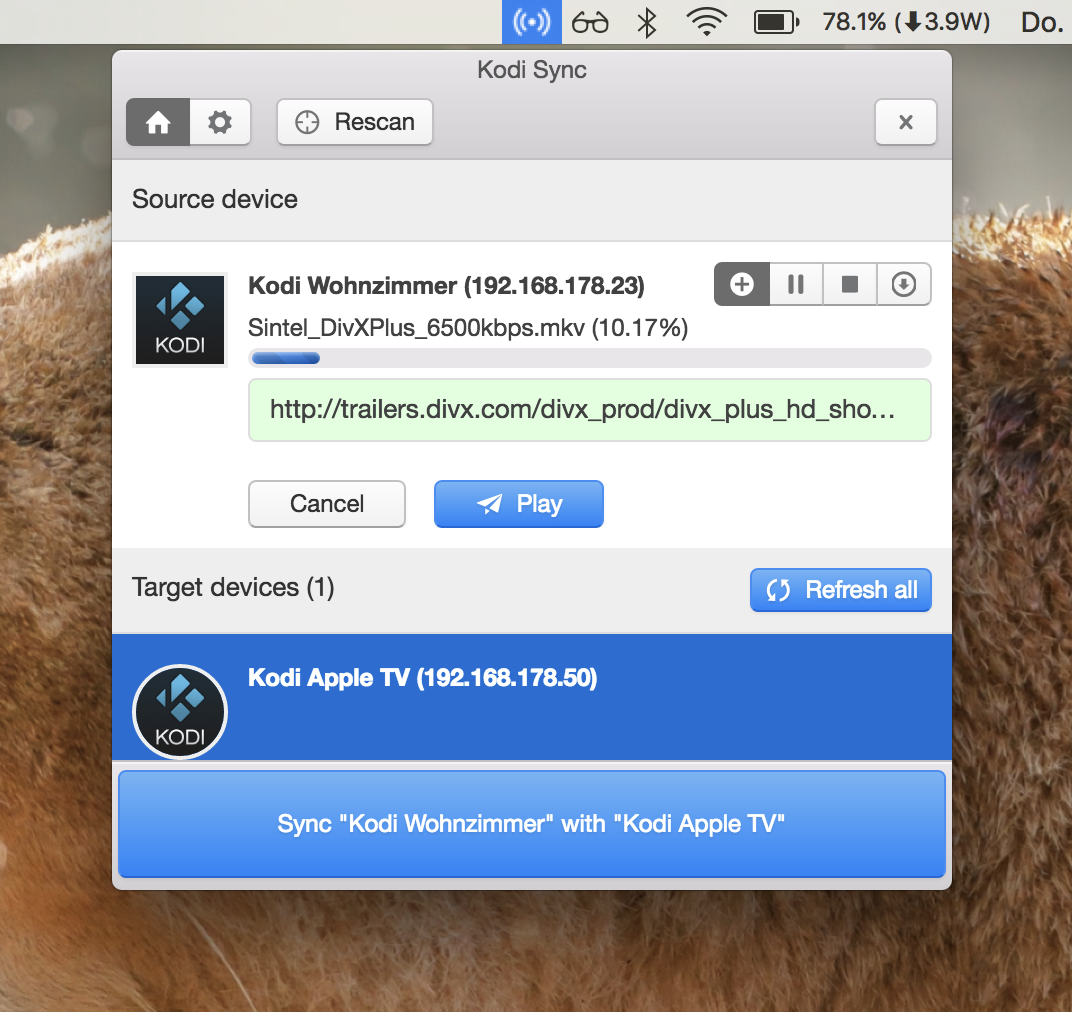 78.1% (⬇3.9W) Do.
Kodi Sync
Rescan
Source device
Kodi Wohnzimmer (192.168.178.23)
Sintel_DivXPlus_6500kbps.mkv (10.17%)
KODI
http://trailers.divx.com/divx_prod/divx_plus_hd_sho…
Cancel
Play
Target devices (1)
Refresh all
Kodi Apple TV (192.168.178.50)
KODI
Sync "Kodi Wohnzimmer" with "Kodi Apple TV"